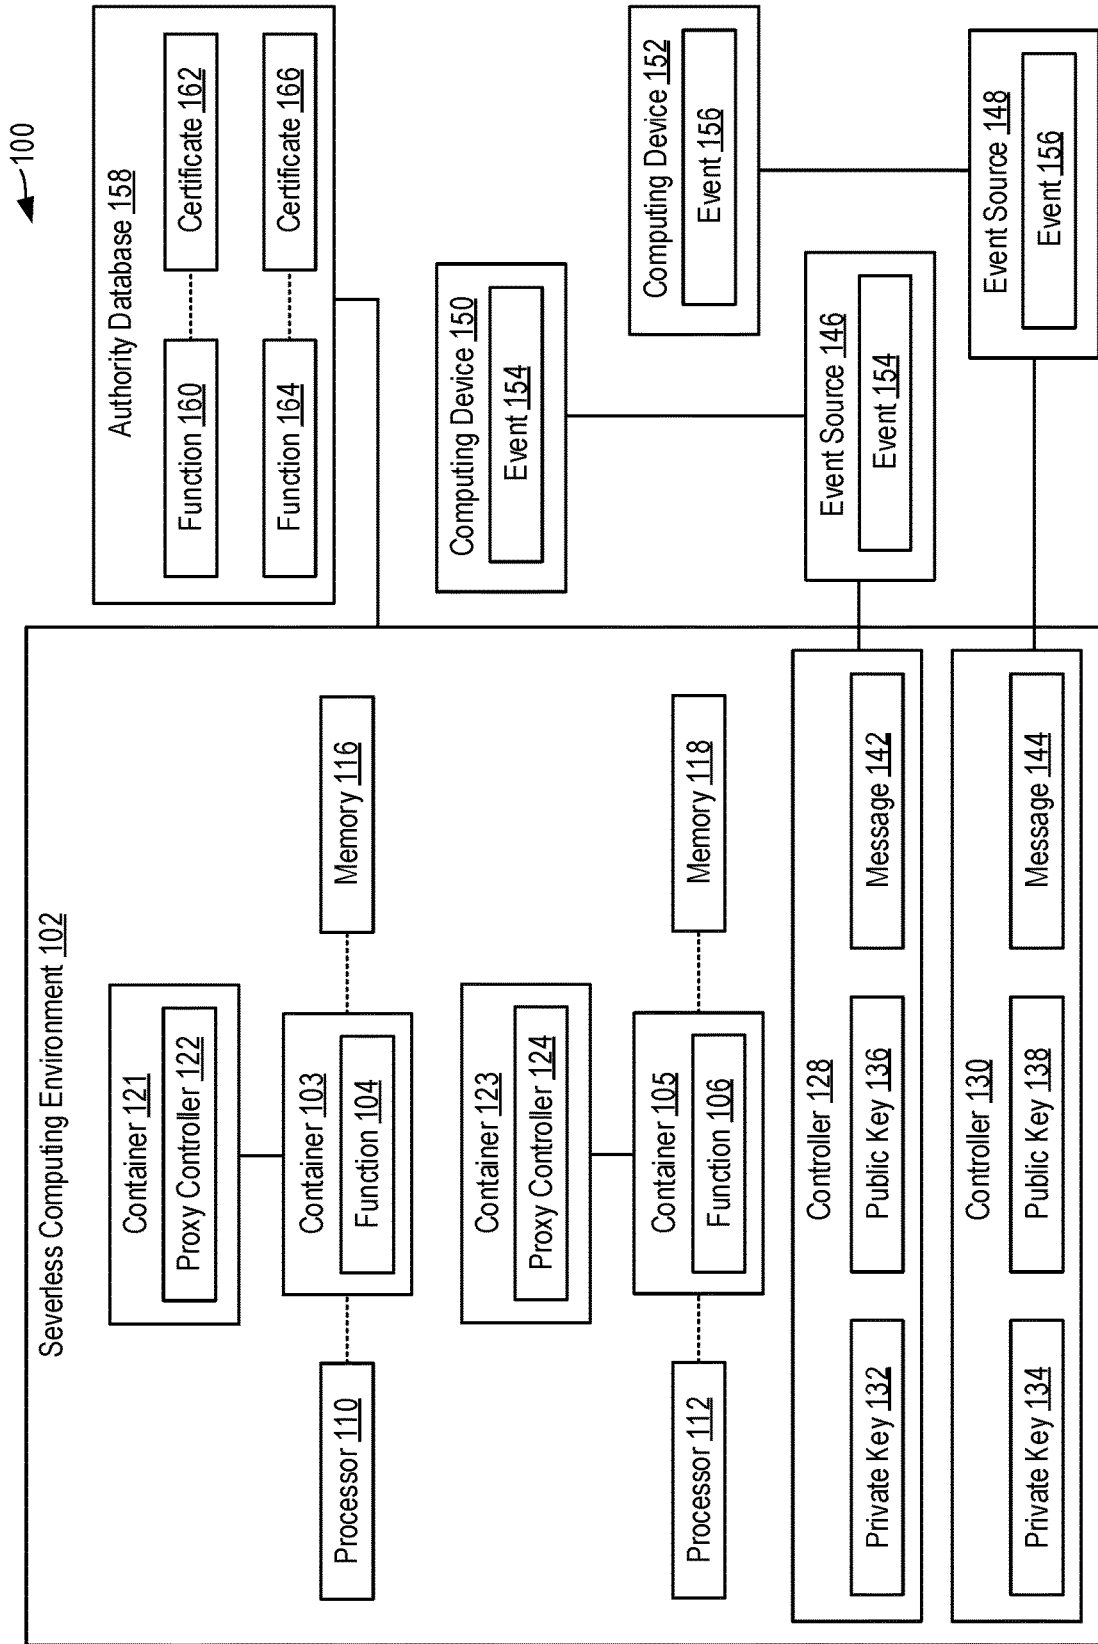 100
Severless Computing Environment 102
Container 121
Proxy Controller 122
Container 103
Function 104
Processor 110
Memory 116
Container 123
Proxy Controller 124
Container 105
Function 106
Processor 112
Memory 118
Controller 128
Private Key 132
Public Key 136
Message 142
Controller 130
Private Key 134
Public Key 138
Message 144
Authority Database 158
Function 160
Certificate 162
Function 164
Certificate 166
Computing Device 150
Event 154
Computing Device 152
Event 156
Event Source 146
Event 154
Event Source 148
Event 156